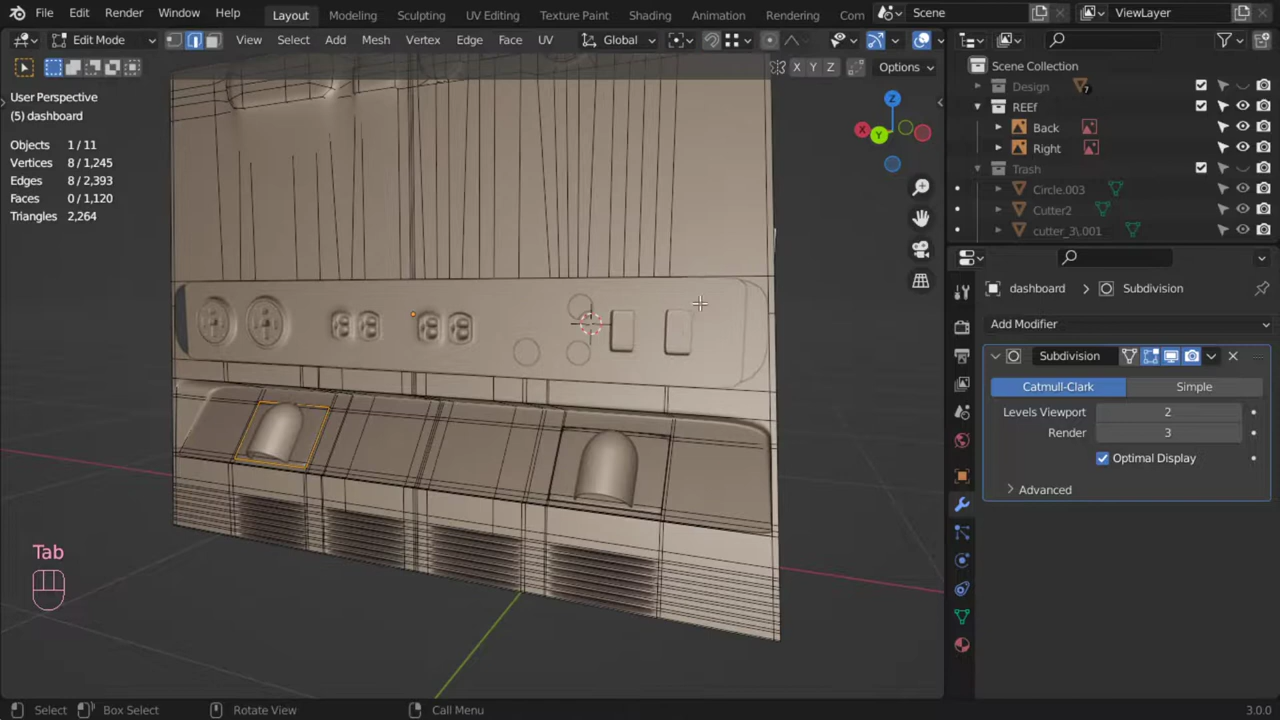 File Edit Render Window Help Layout Modeling Sculpting UV Editing Texture Paint Shading Animation Rendering Com Scene ViewLayer
Edit Mode View Select Add Mesh Vertex Edge Face UV Global
X Y Z Options
User Perspective
(5) dashboard
Objects 1 / 11
Vertices 8 / 1,245
Edges 8 / 2,393
Faces 0 / 1,120
Triangles 2,264
Z
X
Y
Tab
Scene Collection
Design 7
REEf
Back
Right
Trash
Circle.003
Cutter2
cutter_3\.001
dashboard Subdivision
Add Modifier
Subdivision
Catmull-Clark Simple
Levels Viewport 2
Render 3
Optimal Display
Advanced
Select Box Select Rotate View Call Menu 3.0.0